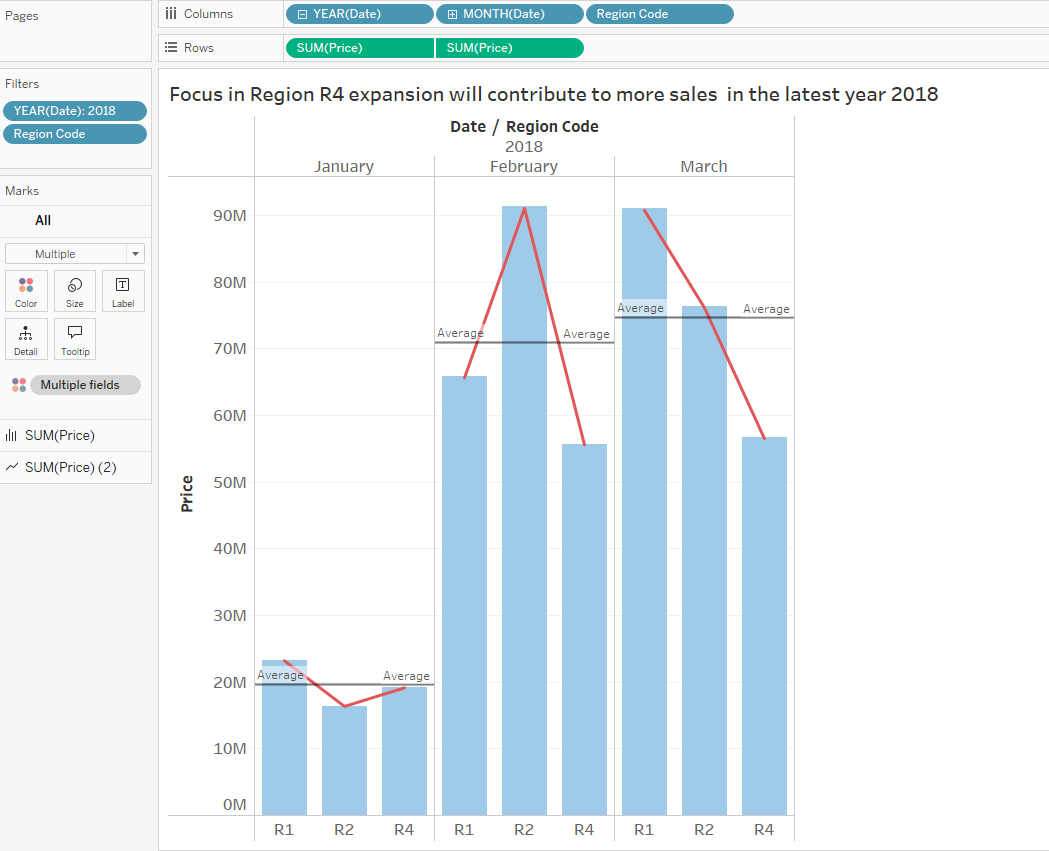 Pages
Columns
YEAR(Date)
MONTH(Date)
Region Code
Rows
SUM(Price)
SUM(Price)
Filters
YEAR(Date): 2018
Region Code
Marks
All
Multiple
Color
Size
Label
Detail
Tooltip
Multiple fields
SUM(Price)
SUM(Price) (2)
Focus in Region R4 expansion will contribute to more sales  in the latest year 2018
Date / Region Code
2018
January
February
March
Price
90M
80M
70M
60M
50M
40M
30M
20M
10M
0M
Average
Average
Average
Average
Average
Average
R1
R2
R4
R1
R2
R4
R1
R2
R4